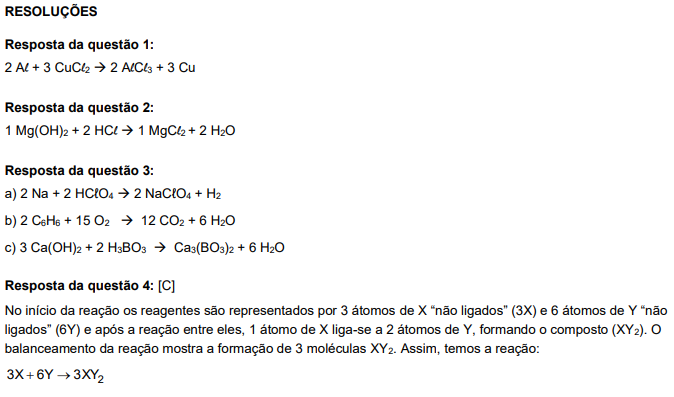 RESOLUÇÕES
Resposta da questão 1:
2 Aℓ + 3 CuCℓ₂ → 2 AℓCℓ₃ + 3 Cu
Resposta da questão 2:
1 Mg(OH)₂ + 2 HCℓ → 1 MgCℓ₂ + 2 H₂O
Resposta da questão 3:
a) 2 Na + 2 HCℓO₄ → 2 NaCℓO₄ + H₂
b) 2 C₆H₆ + 15 O₂ → 12 CO₂ + 6 H₂O
c) 3 Ca(OH)₂ + 2 H₃BO₃ → Ca₃(BO₃)₂ + 6 H₂O
Resposta da questão 4: [C]
No início da reação os reagentes são representados por 3 átomos de X “não ligados” (3X) e 6 átomos de Y “não
ligados” (6Y) e após a reação entre eles, 1 átomo de X liga-se a 2 átomos de Y, formando o composto (XY₂). O
balanceamento da reação mostra a formação de 3 moléculas XY₂. Assim, temos a reação:
3X + 6Y → 3XY₂